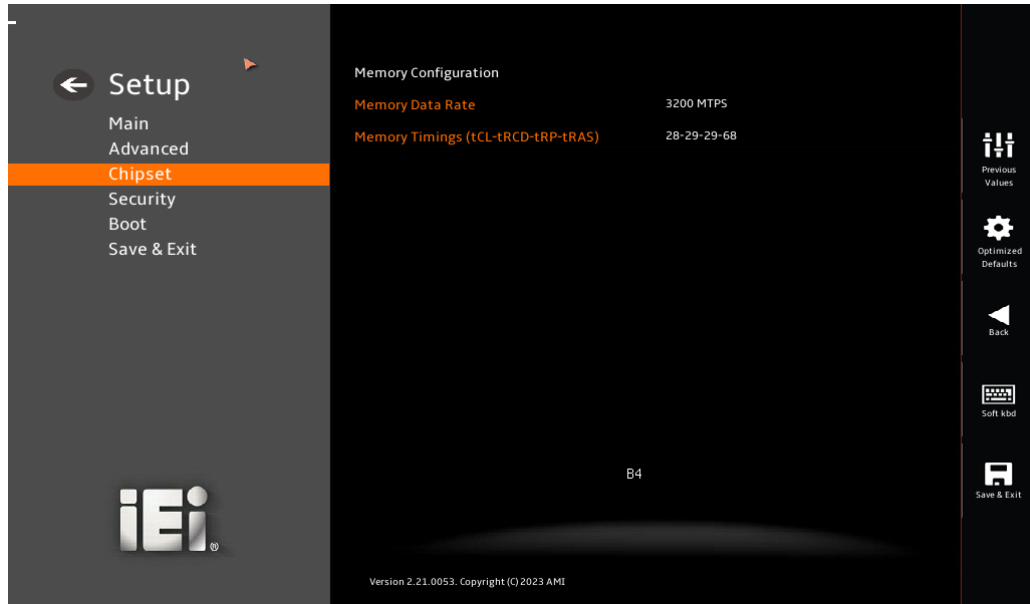 Setup
Main
Advanced
Chipset
Security
Boot
Save & Exit
iEi®
Memory Configuration
Memory Data Rate 3200 MTPS
Memory Timings (tCL-tRCD-tRP-tRAS) 28-29-29-68
B4
Version 2.21.0053. Copyright (C) 2023 AMI
Previous
Values
Optimized
Defaults
Back
Soft kbd
Save & Exit